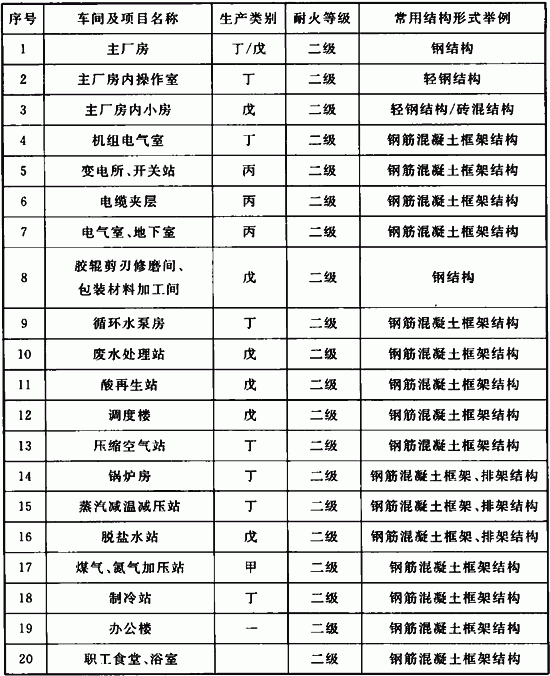 序号 车间及项目名称 生产类别 耐火等级 常用结构形式举例
1 主厂房 丁/戊 二级 钢结构
2 主厂房内操作室 丁 二级 轻钢结构
3 主厂房内小房 戊 二级 轻钢结构/砖混结构
4 机组电气室 丁 二级 钢筋混凝土框架结构
5 变电所、开关站 丙 二级 钢筋混凝土框架结构
6 电缆夹层 丙 二级 钢筋混凝土框架结构
7 电气室、地下室 丙 二级 钢筋混凝土框架结构
8 胶辊剪刃修磨间、 戊 二级 钢结构
包装材料加工间
9 循环水泵房 丁 二级 钢筋混凝土框架结构
10 废水处理站 戊 二级 钢筋混凝土框架结构
11 酸再生站 戊 二级 钢筋混凝土框架结构
12 调度楼 戊 二级 钢筋混凝土框架结构
13 压缩空气站 丁 二级 钢筋混凝土框架结构
14 锅炉房 丁 二级 钢筋混凝土框架、排架结构
15 蒸汽减温减压站 丁 二级 钢筋混凝土框架、排架结构
16 脱盐水站 戊 二级 钢筋混凝土框架、排架结构
17 煤气、氮气加压站 甲 二级 钢筋混凝土框架结构
18 制冷站 丁 二级 钢筋混凝土框架结构
19 办公楼 — 二级 钢筋混凝土框架结构
20 职工食堂、浴室 二级 钢筋混凝土框架结构